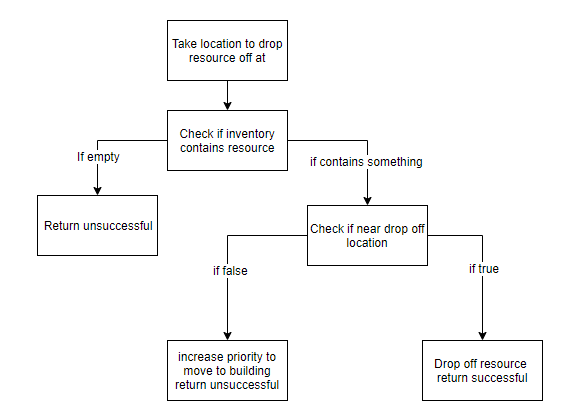 Take location to drop
resource off at
Check if inventory
contains resource
If empty
if contains something
Return unsuccessful
Check if near drop off
location
if false
if true
increase priority to
move to building
return unsuccessful
Drop off resource
return successful